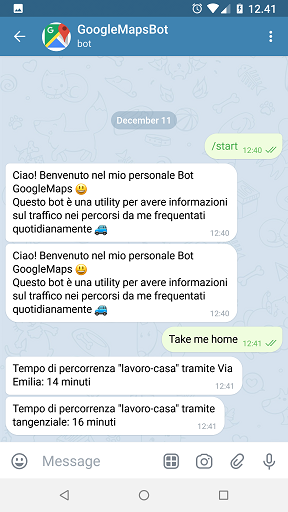 12.41
GoogleMapsBot
bot
December 11
/start
12:40
Ciao! Benvenuto nel mio personale Bot
GoogleMaps 😃
Questo bot è una utility per avere informazioni
sul traffico nei percorsi da me frequentati
quotidianamente 🚙
12:40
Ciao! Benvenuto nel mio personale Bot
GoogleMaps 😃
Questo bot è una utility per avere informazioni
sul traffico nei percorsi da me frequentati
quotidianamente 🚙
12:40
Take me home
12:41
Tempo di percorrenza "lavoro-casa" tramite Via
Emilia: 14 minuti
12:41
Tempo di percorrenza "lavoro-casa" tramite
tangenziale: 16 minuti
12:41
Message